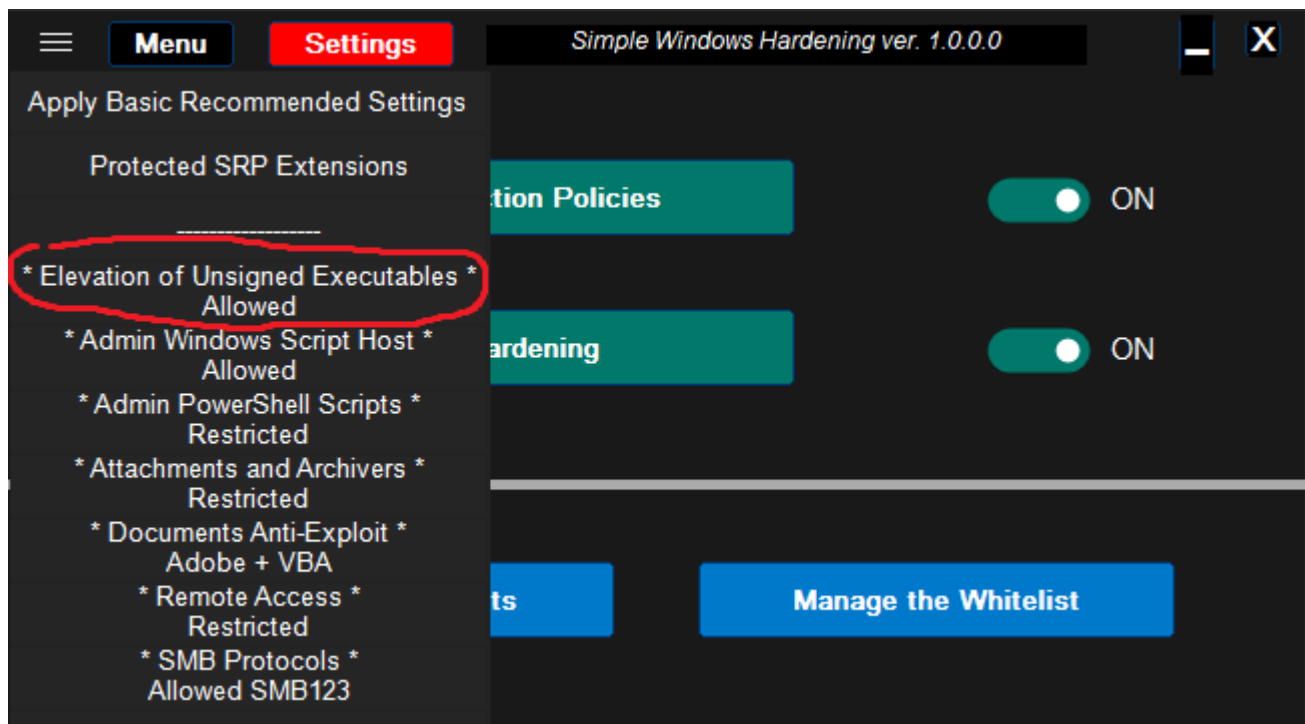 Menu
Settings
Simple Windows Hardening ver. 1.0.0.0
X
Apply Basic Recommended Settings
Protected SRP Extensions
------------------
tion Policies
ON
* Elevation of Unsigned Executables *
Allowed
* Admin Windows Script Host *
Allowed
ardening
ON
* Admin PowerShell Scripts *
Restricted
* Attachments and Archivers *
Restricted
* Documents Anti-Exploit *
Adobe + VBA
* Remote Access *
Restricted
ts
Manage the Whitelist
* SMB Protocols *
Allowed SMB123